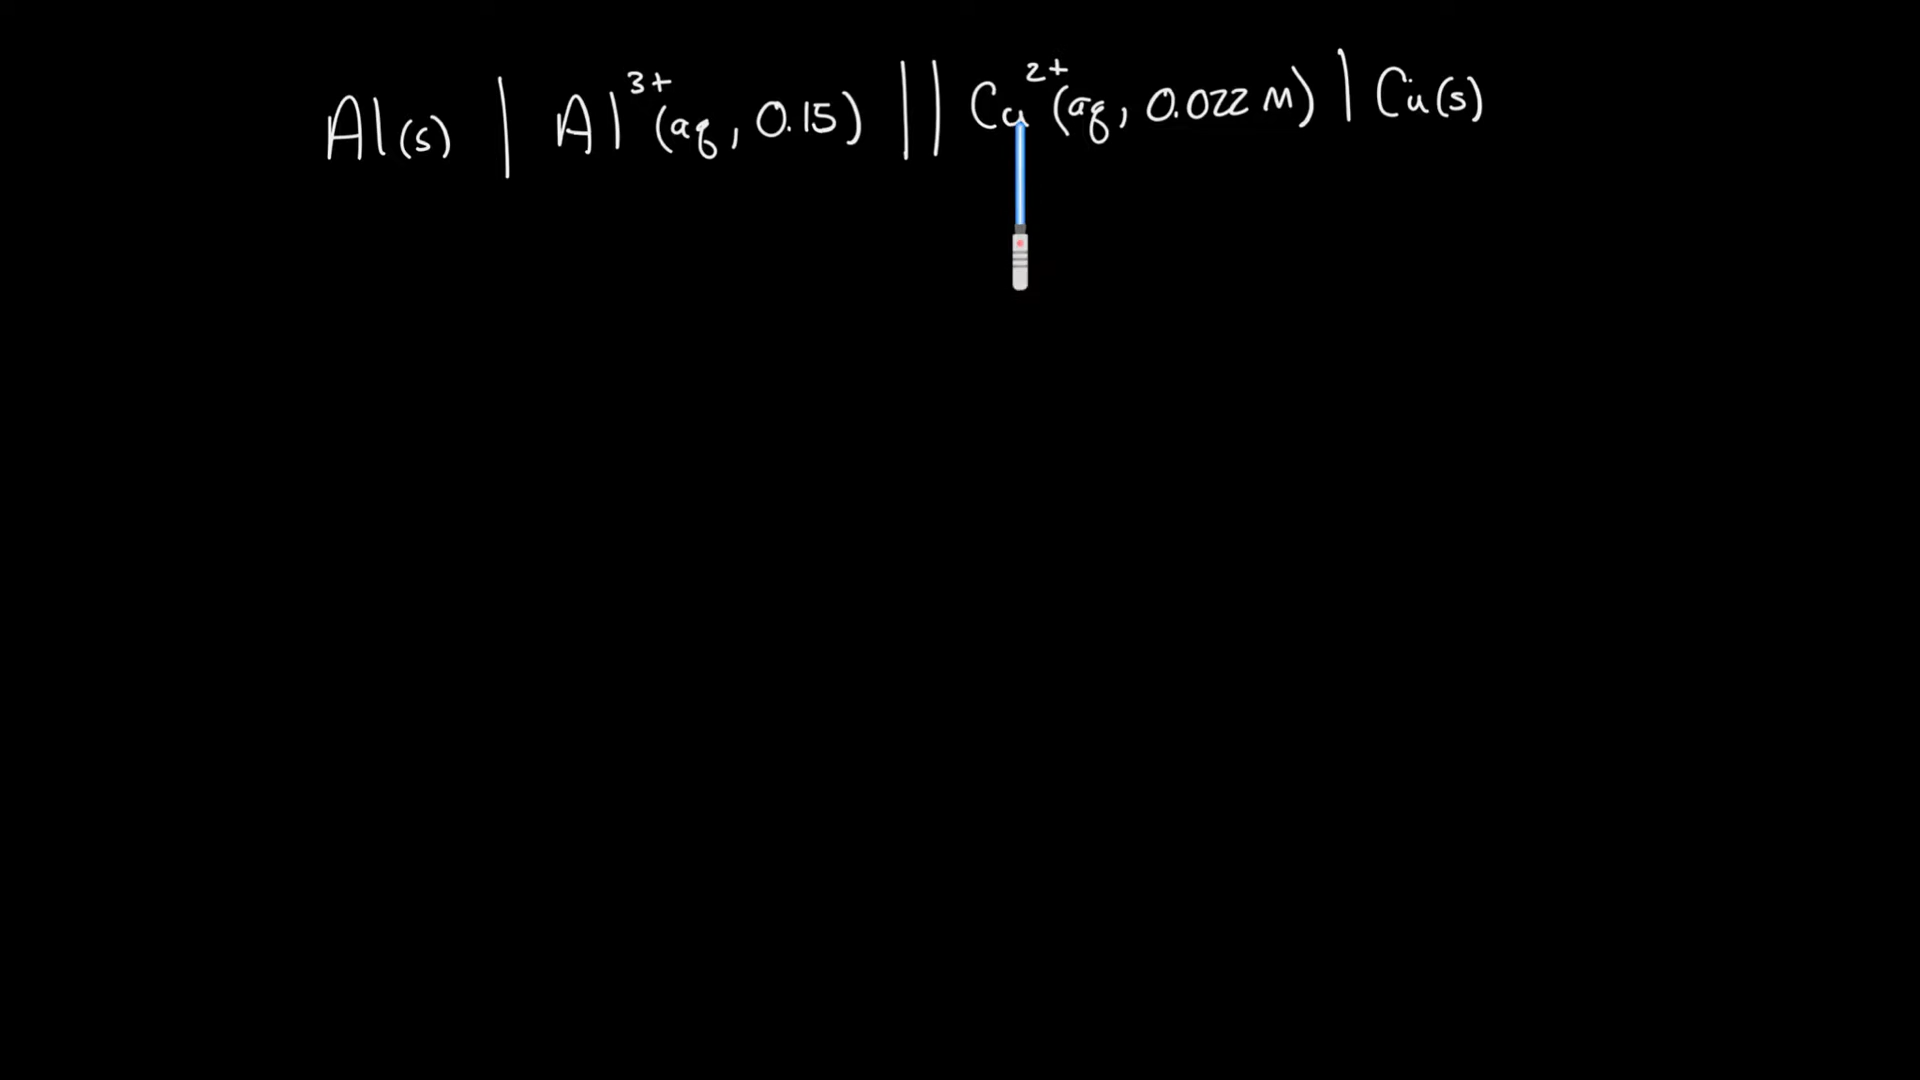 Al(s) | Al³⁺(aq, 0.15) || Cu²⁺(aq, 0.022 M) | Cu(s)